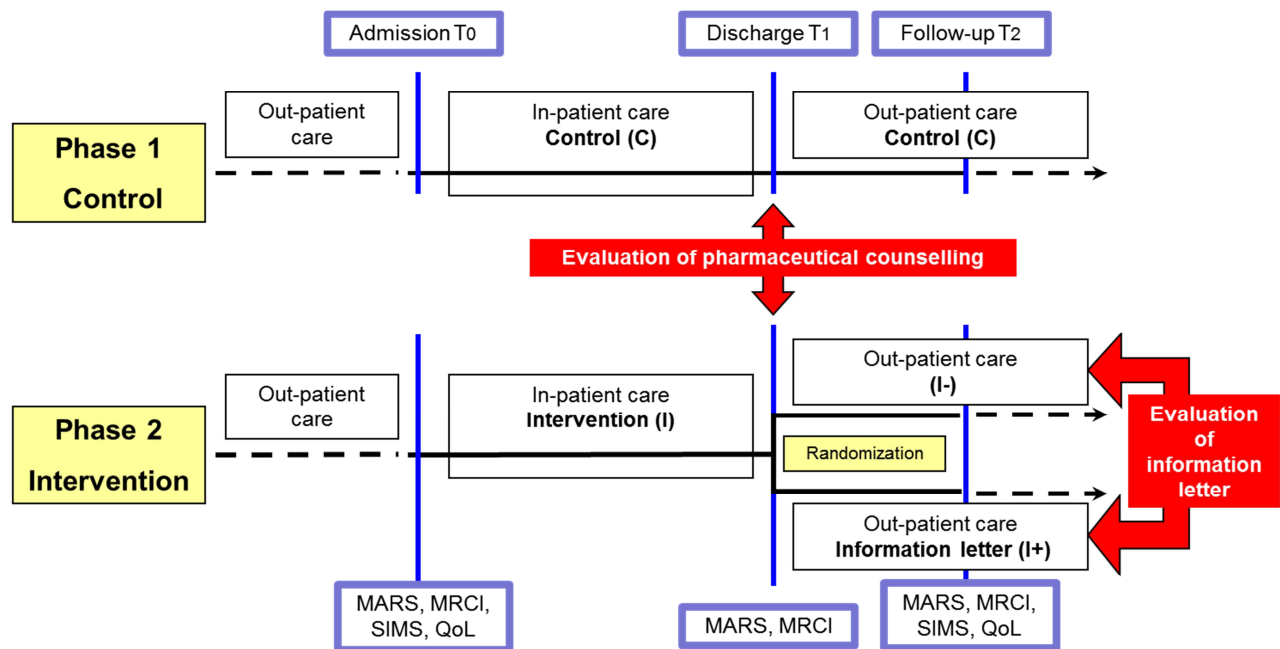 Admission T0
Discharge T1
Follow-up T2
Phase 1
Control
Out-patient
care
In-patient care
Control (C)
Out-patient care
Control (C)
Evaluation of pharmaceutical counselling
Phase 2
Intervention
Out-patient
care
In-patient care
Intervention (I)
Out-patient care
(I-)
Randomization
Out-patient care
Information letter (I+)
Evaluation
of
information
letter
MARS, MRCI,
SIMS, QoL
MARS, MRCI
MARS, MRCI,
SIMS, QoL